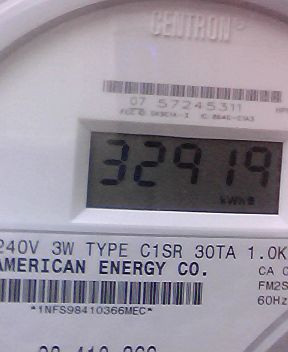 CENTRON®
07 57245311
32919
kWh
240V 3W TYPE C1SR 30TA 1.0K
AMERICAN ENERGY CO.
CA 0
FM2S
60Hz
*1NFS98410366MEC*